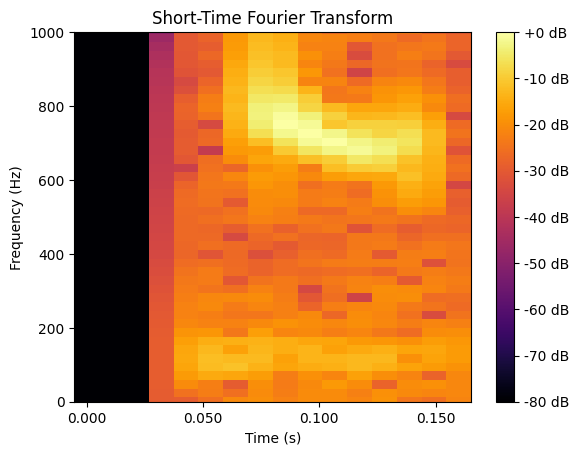 Short-Time Fourier Transform
1000
800
600
400
200
0
Frequency (Hz)
0.000
0.050
0.100
0.150
Time (s)
+0 dB
-10 dB
-20 dB
-30 dB
-40 dB
-50 dB
-60 dB
-70 dB
-80 dB